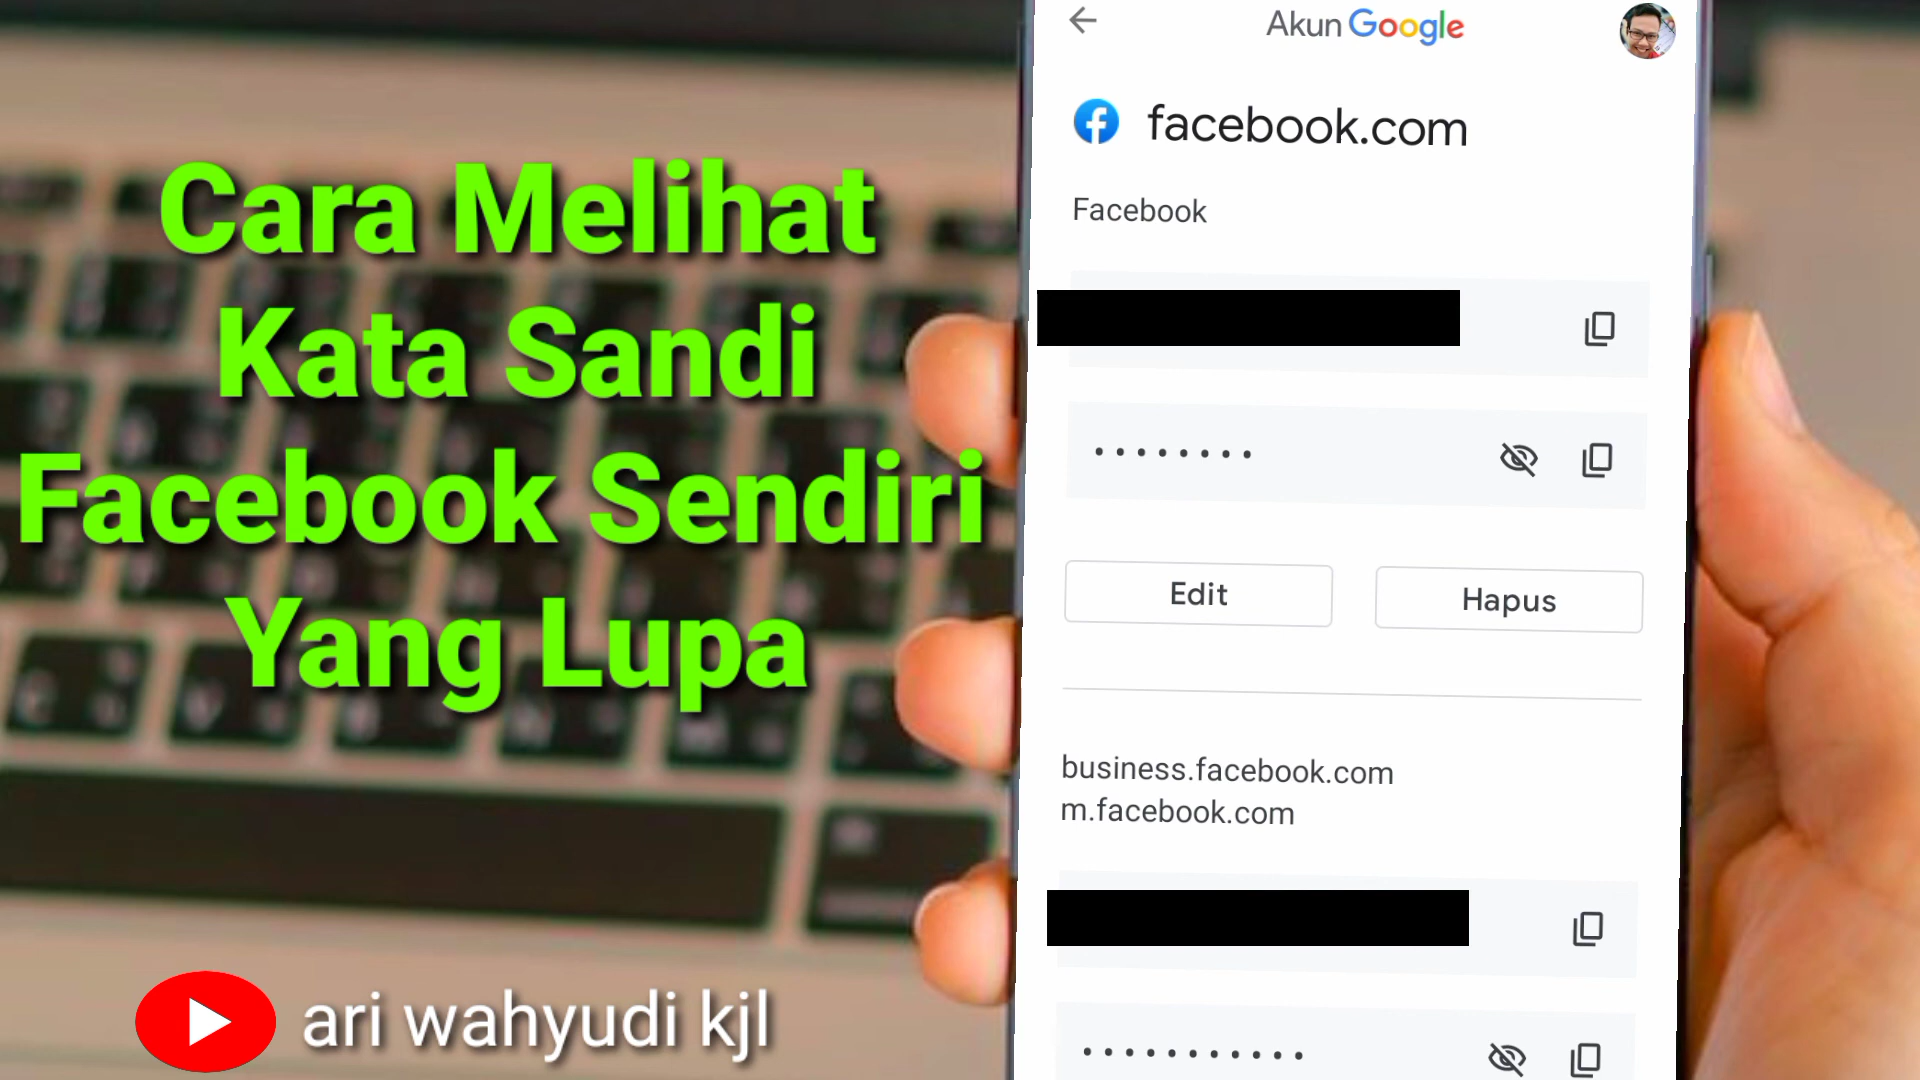 Cara Melihat
Kata Sandi
Facebook Sendiri
Yang Lupa
ari wahyudi kjl
Akun Google
facebook.com
Facebook
Edit
Hapus
business.facebook.com
m.facebook.com